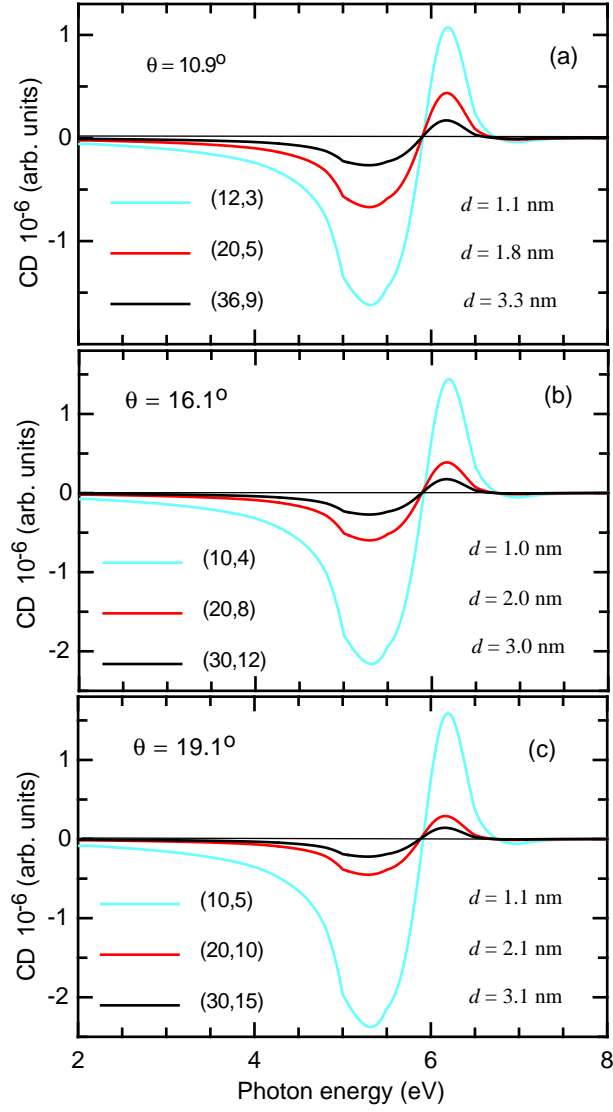 1
0
-1
CD 10-6 (arb. units)
θ = 10.9o
(a)
(12,3) d = 1.1 nm
(20,5) d = 1.8 nm
(36,9) d = 3.3 nm
1
0
-1
-2
CD 10-6 (arb. units)
θ = 16.1o
(b)
(10,4) d = 1.0 nm
(20,8) d = 2.0 nm
(30,12) d = 3.0 nm
1
0
-1
-2
CD 10-6 (arb. units)
θ = 19.1o
(c)
(10,5) d = 1.1 nm
(20,10) d = 2.1 nm
(30,15) d = 3.1 nm
2 4 6 8
Photon energy (eV)